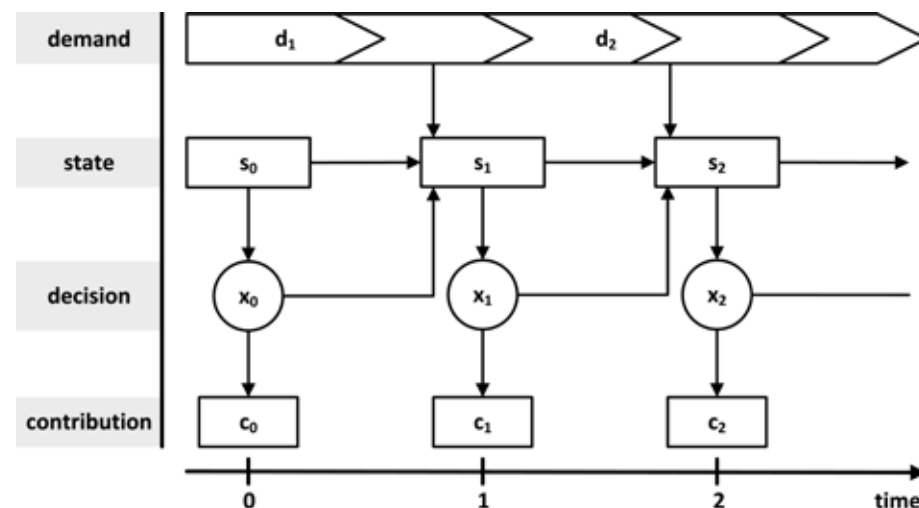 demand d₁ d₂
state s₀ s₁ s₂
decision x₀ x₁ x₂
contribution c₀ c₁ c₂
0 1 2 time